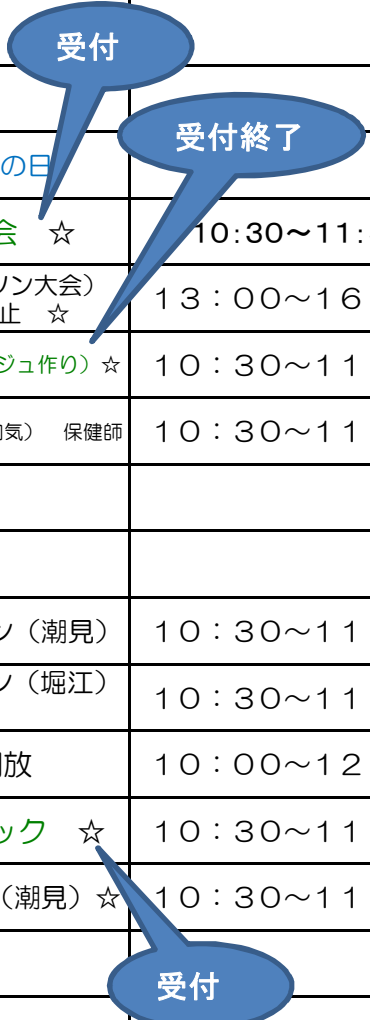 受付
受付終了
の日
会 ☆ 10:30～11:
ソン大会)
止 ☆ 13：00～16
ジュ作り) ☆ 10：30～11
気) 保健師 10：30～11
ン（潮見） 10：30～11
ン（堀江） 10：30～11
放 10：00～12
ック ☆ 10：30～11
（潮見）☆ 10：30～11
受付